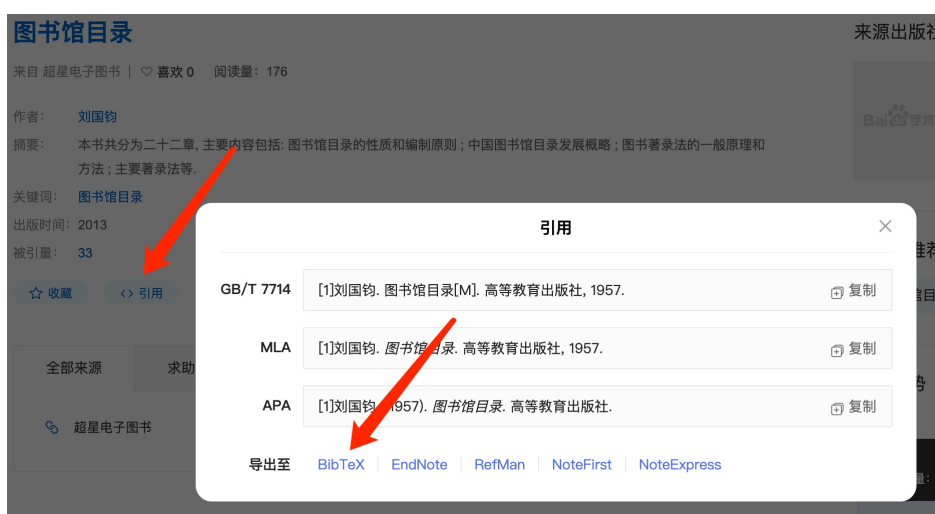 图书馆目录
来自 超星电子图书 | ♡ 喜欢 0 阅读量: 176
作者: 刘国钧
摘要: 本书共分为二十二章, 主要内容包括: 图书馆目录的性质和编制原则 ; 中国图书馆目录发展概略 ; 图书著录法的一般原理和
方法 ; 主要著录法等.
关键词: 图书馆目录
出版时间: 2013
被引量: 33
收藏 <> 引用
全部来源 求助
超星电子图书
来源出版社
Bai 学术
引用
GB/T 7714 [1]刘国钧. 图书馆目录[M]. 高等教育出版社, 1957. 复制
MLA [1]刘国钧. 图书馆目录. 高等教育出版社, 1957. 复制
APA [1]刘国钧. (1957). 图书馆目录. 高等教育出版社. 复制
导出至 BibTeX EndNote RefMan NoteFirst NoteExpress